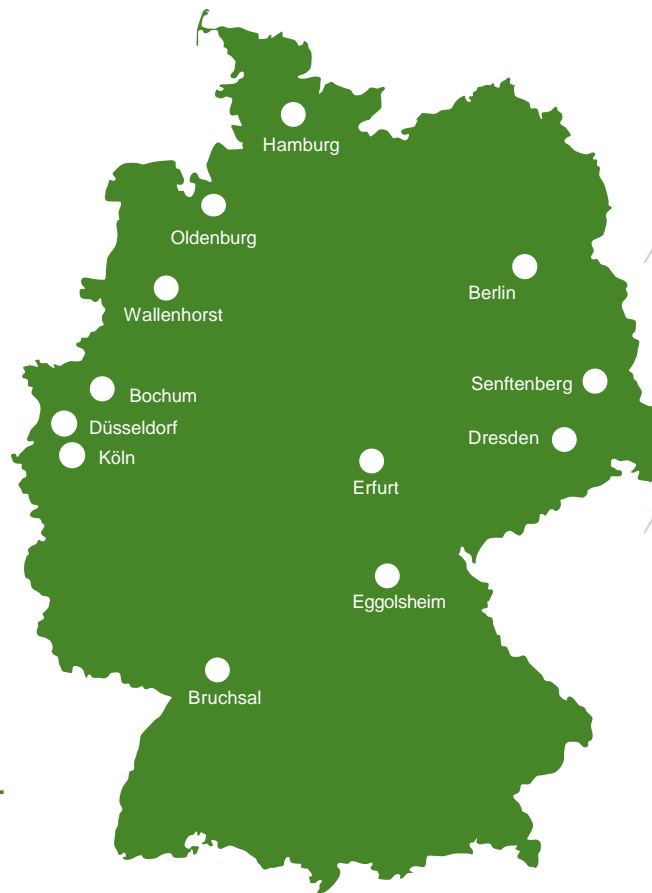 Hamburg
Oldenburg
Berlin
Wallenhorst
Senftenberg
Bochum
Düsseldorf
Dresden
Köln
Erfurt
Eggolsheim
Bruchsal